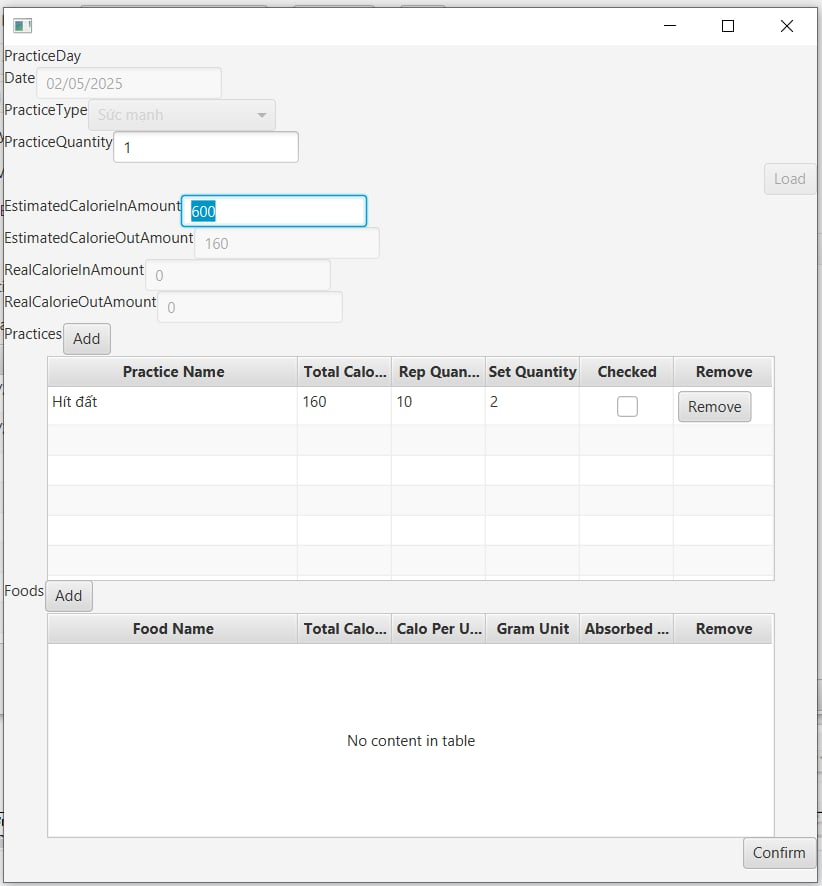 PracticeDay
Date 02/05/2025
PracticeType Sức mạnh
PracticeQuantity 1
Load
EstimatedCalorieInAmount 600
EstimatedCalorieOutAmount 160
RealCalorieInAmount 0
RealCalorieOutAmount 0
Practices Add
Practice Name Total Calo... Rep Quan... Set Quantity Checked Remove
Hít đất 160 10 2 Remove
Foods Add
Food Name Total Calo... Calo Per U... Gram Unit Absorbed ... Remove
No content in table
Confirm